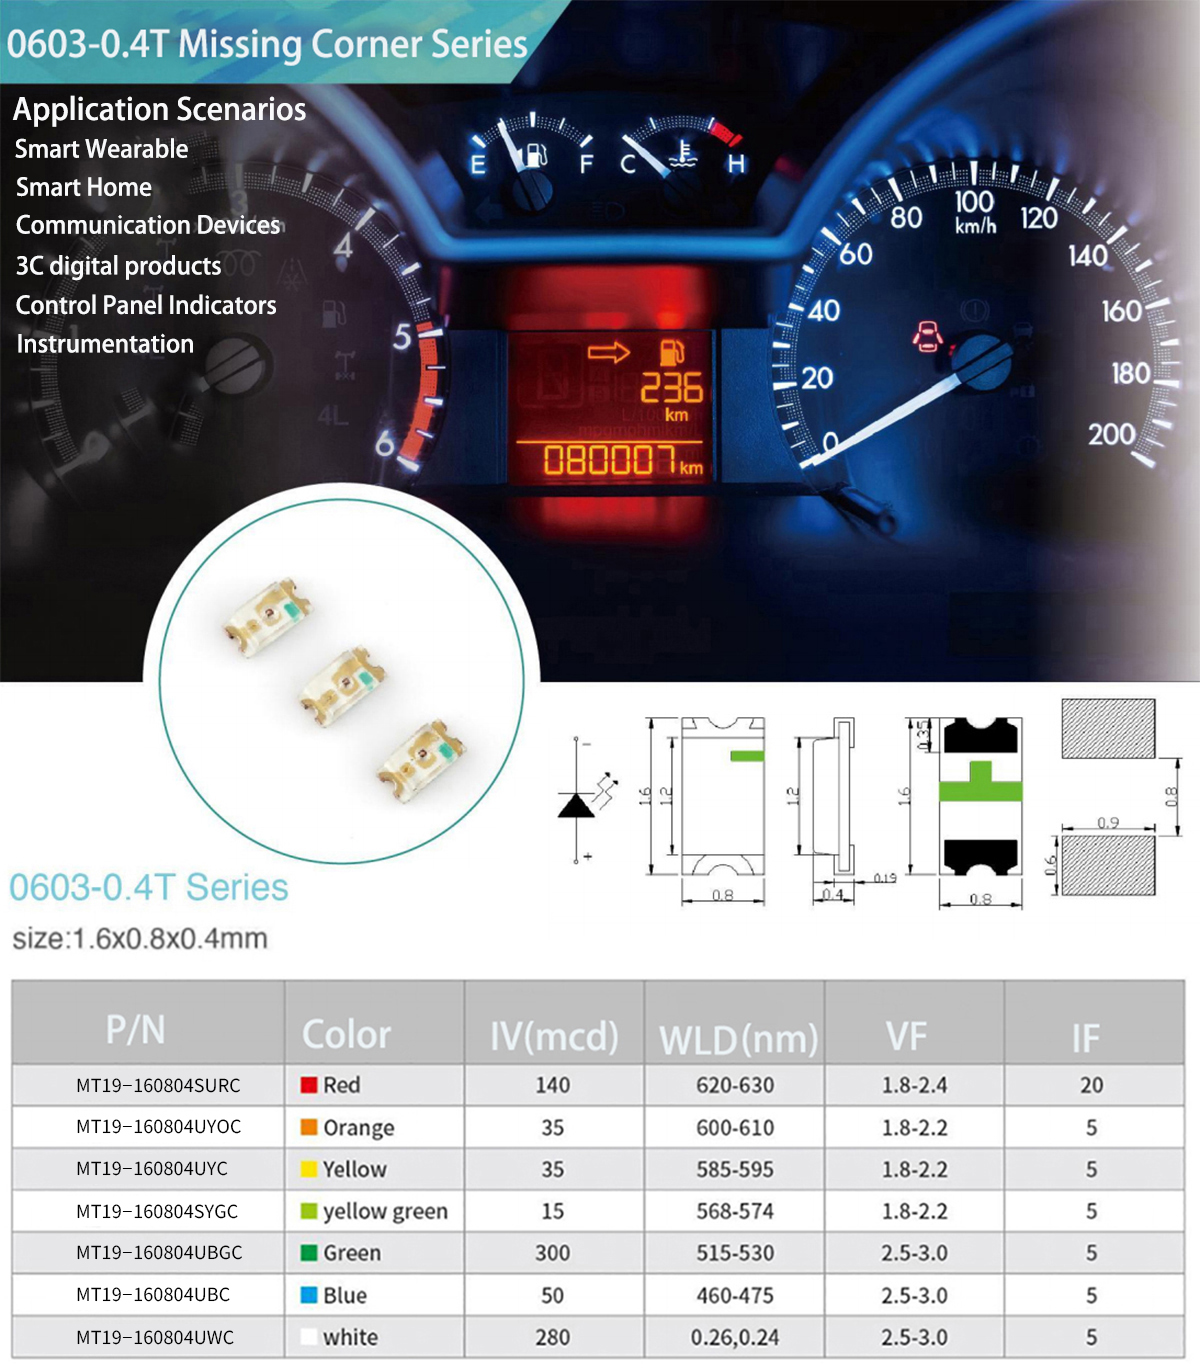 0603-0.4T Missing Corner Series
Application Scenarios
Smart Wearable
Smart Home
Communication Devices
3C digital products
Control Panel Indicators
Instrumentation
E F C H
3
4
5
6
1
4L
236
km
080007 km
0
20
40
60
80
100
km/h
120
140
160
180
200
0603-0.4T Series
size:1.6x0.8x0.4mm
- +
1.6 1.2 0.8
1.2 0.4 0.19
0.35 1.6 0.8
0.9 0.8 0.6
P/N Color IV(mcd) WLD(nm) VF IF
MT19-160804SURC Red 140 620-630 1.8-2.4 20
MT19-160804UYOC Orange 35 600-610 1.8-2.2 5
MT19-160804UYC Yellow 35 585-595 1.8-2.2 5
MT19-160804SYGC yellow green 15 568-574 1.8-2.2 5
MT19-160804UBGC Green 300 515-530 2.5-3.0 5
MT19-160804UBC Blue 50 460-475 2.5-3.0 5
MT19-160804UWC white 280 0.26,0.24 2.5-3.0 5